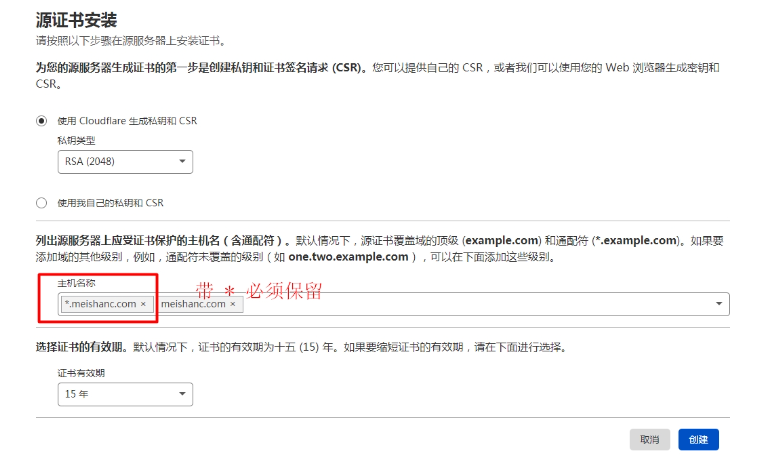 源证书安装
请按照以下步骤在源服务器上安装证书。
为您的源服务器生成证书的第一步是创建私钥和证书签名请求 (CSR)。您可以提供自己的 CSR，或者我们可以使用您的 Web 浏览器生成密钥和
CSR。
使用 Cloudflare 生成私钥和 CSR
私钥类型
RSA (2048)
使用我自己的私钥和 CSR
列出源服务器上应受证书保护的主机名（含通配符）。默认情况下，源证书覆盖域的顶级 (example.com) 和通配符 (*.example.com)。如果要
添加域的其他级别，例如，通配符未覆盖的级别（如 one.two.example.com ），可以在下面添加这些级别。
主机名称
带 * 必须保留
*.meishanc.com × meishanc.com ×
选择证书的有效期。默认情况下，证书的有效期为十五 (15) 年。如果要缩短证书的有效期，请在下面进行选择。
证书有效期
15 年
取消 创建